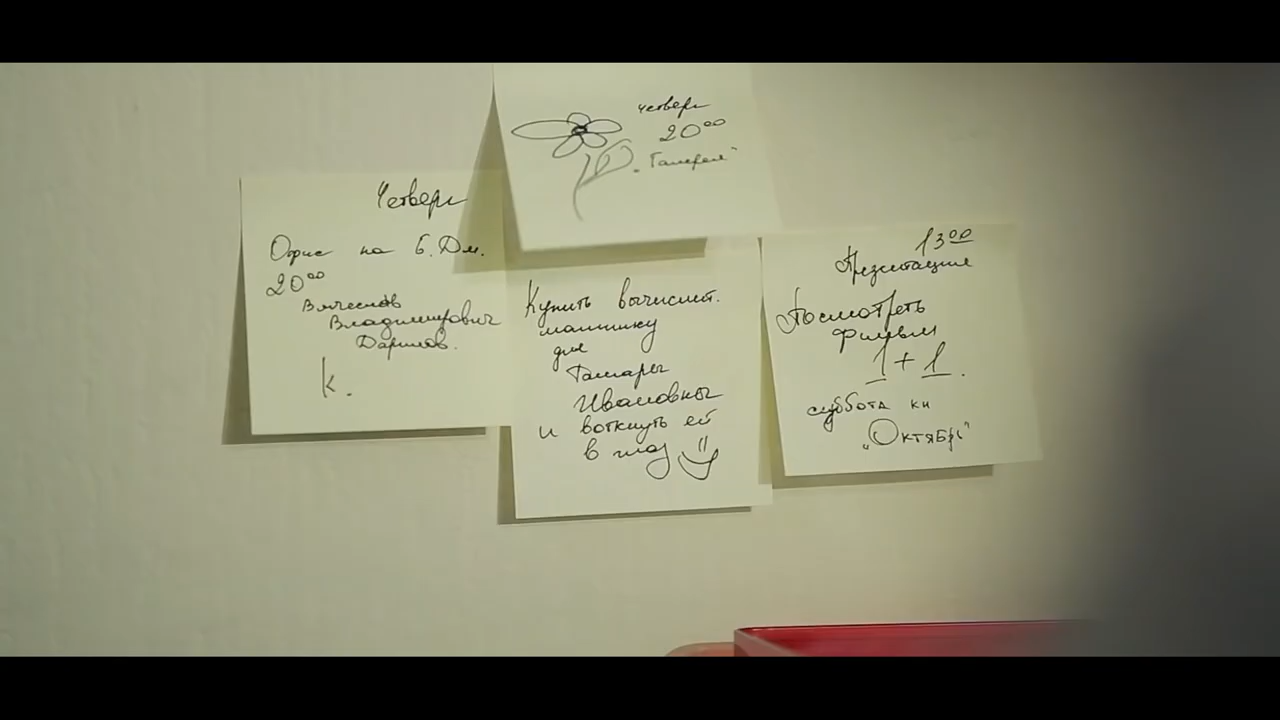 Четверг
Офис на Б. Дм.
20⁰⁰
Вячеслав
Владимирович
Данилов.
К.
четверг
20⁰⁰
„Галерея"
Купить вычислит.
машинку
для
Тамары
Ивановны
и воткнуть ей
в глаз
13⁰⁰
Презентация
Посмотреть
фильм
1 + 1.
суббота кн
„Октябрь"